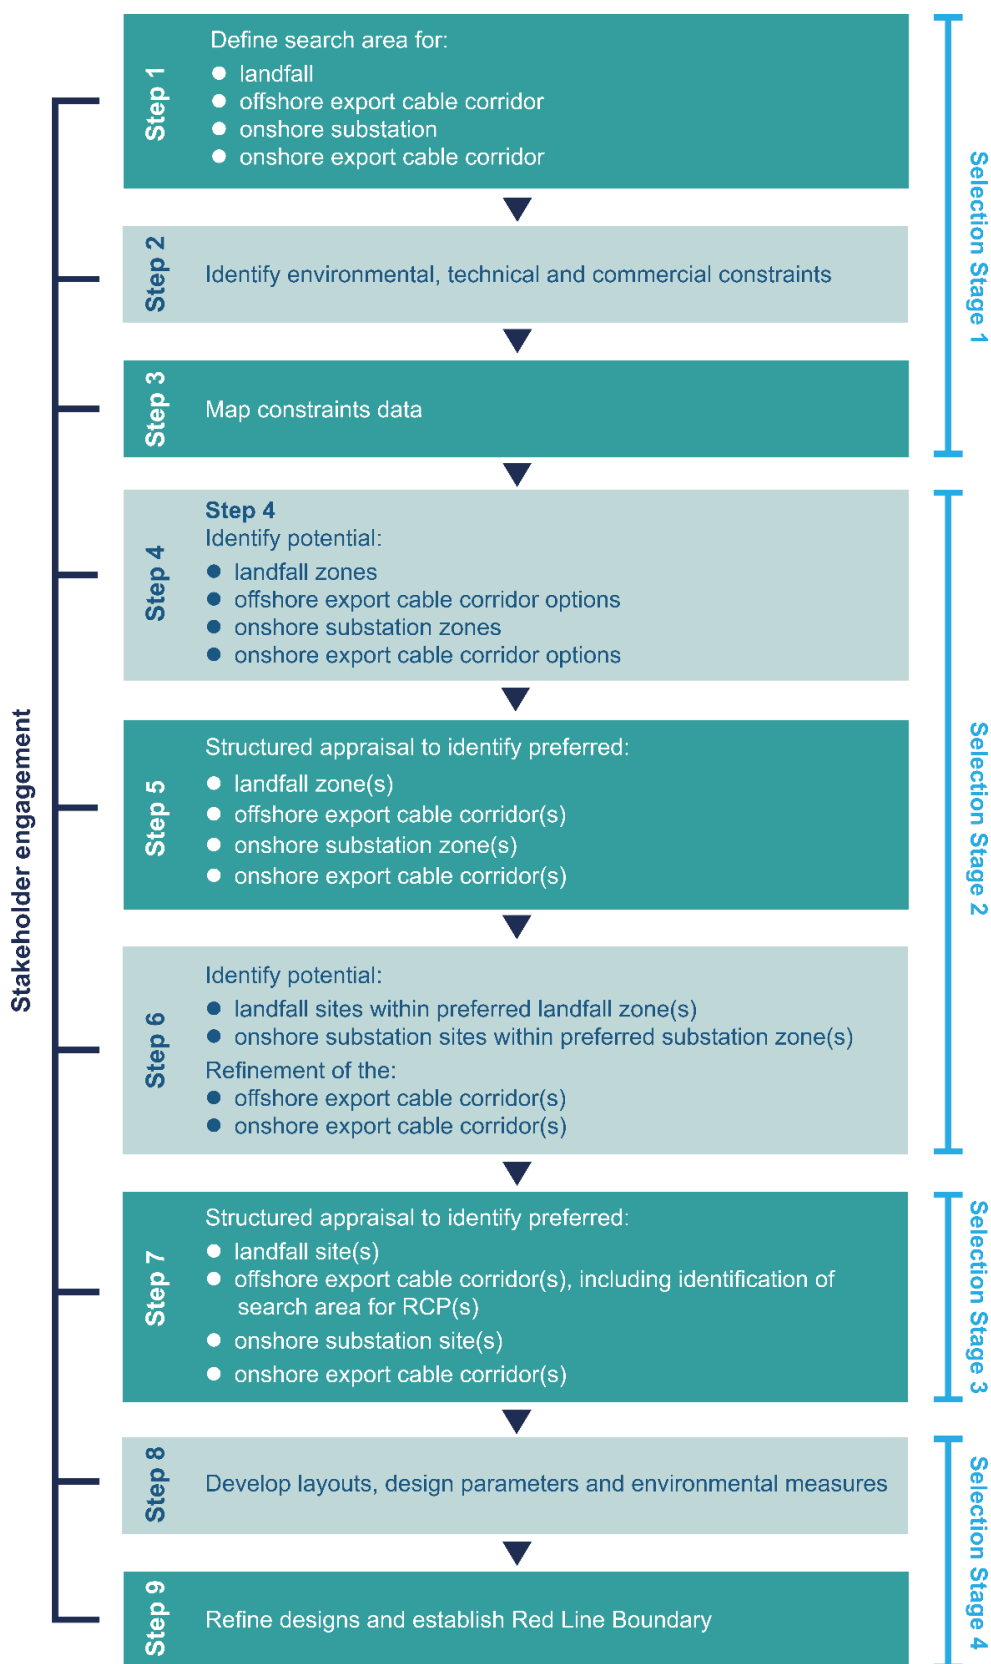 Stakeholder engagement
Step 1
Define search area for:
● landfall
● offshore export cable corridor
● onshore substation
● onshore export cable corridor
Step 2
Identify environmental, technical and commercial constraints
Step 3
Map constraints data
Selection Stage 1
Step 4
Step 4
Identify potential:
● landfall zones
● offshore export cable corridor options
● onshore substation zones
● onshore export cable corridor options
Step 5
Structured appraisal to identify preferred:
● landfall zone(s)
● offshore export cable corridor(s)
● onshore substation zone(s)
● onshore export cable corridor(s)
Step 6
Identify potential:
● landfall sites within preferred landfall zone(s)
● onshore substation sites within preferred substation zone(s)
Refinement of the:
● offshore export cable corridor(s)
● onshore export cable corridor(s)
Selection Stage 2
Step 7
Structured appraisal to identify preferred:
● landfall site(s)
● offshore export cable corridor(s), including identification of
search area for RCP(s)
● onshore substation site(s)
● onshore export cable corridor(s)
Selection Stage 3
Step 8
Develop layouts, design parameters and environmental measures
Step 9
Refine designs and establish Red Line Boundary
Selection Stage 4